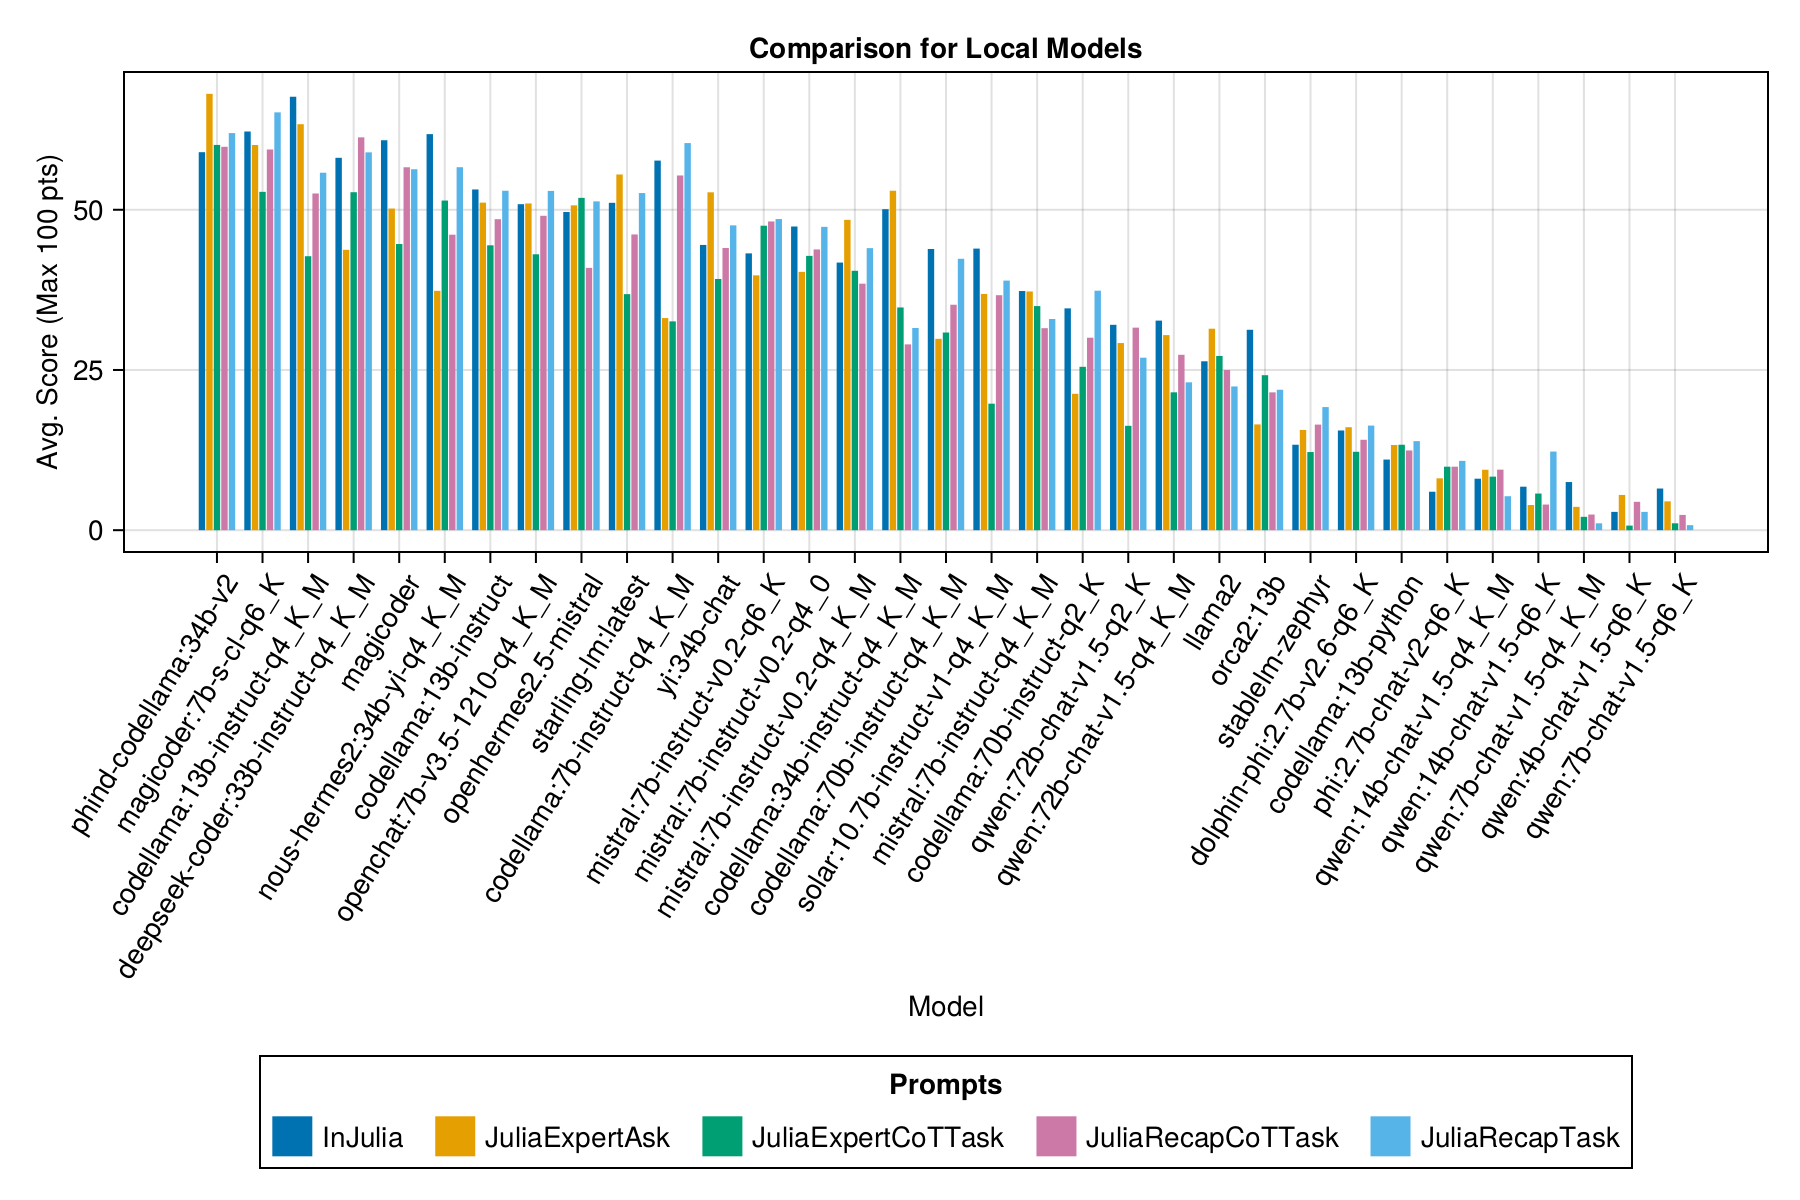 Comparison for Local Models
Avg. Score (Max 100 pts)
50
25
0
phind-codellama:34b-v2
magicoder:7b-s-cl-q6_K
codellama:13b-instruct-q4_K_M
deepseek-coder:33b-instruct-q4_K_M
magicoder
nous-hermes2:34b-yi-q4_K_M
codellama:13b-instruct
openchat:7b-v3.5-1210-q4_K_M
openhermes2.5-mistral
starling-lm:latest
codellama:7b-instruct-q4_K_M
yi:34b-chat
mistral:7b-instruct-v0.2-q6_K
mistral:7b-instruct-v0.2-q4_0
mistral:7b-instruct-v0.2-q4_K_M
codellama:34b-instruct-q4_K_M
codellama:70b-instruct-q4_K_M
solar:10.7b-instruct-v1-q4_K_M
mistral:7b-instruct-q4_K_M
codellama:70b-instruct-q2_K
qwen:72b-chat-v1.5-q2_K
qwen:72b-chat-v1.5-q4_K_M
llama2
orca2:13b
stablelm-zephyr
dolphin-phi:2.7b-v2.6-q6_K
codellama:13b-python
phi:2.7b-chat-v2-q6_K
qwen:14b-chat-v1.5-q4_K_M
qwen:14b-chat-v1.5-q6_K
qwen:7b-chat-v1.5-q4_K_M
qwen:4b-chat-v1.5-q6_K
qwen:7b-chat-v1.5-q6_K
Model
Prompts
InJulia
JuliaExpertAsk
JuliaExpertCoTTask
JuliaRecapCoTTask
JuliaRecapTask